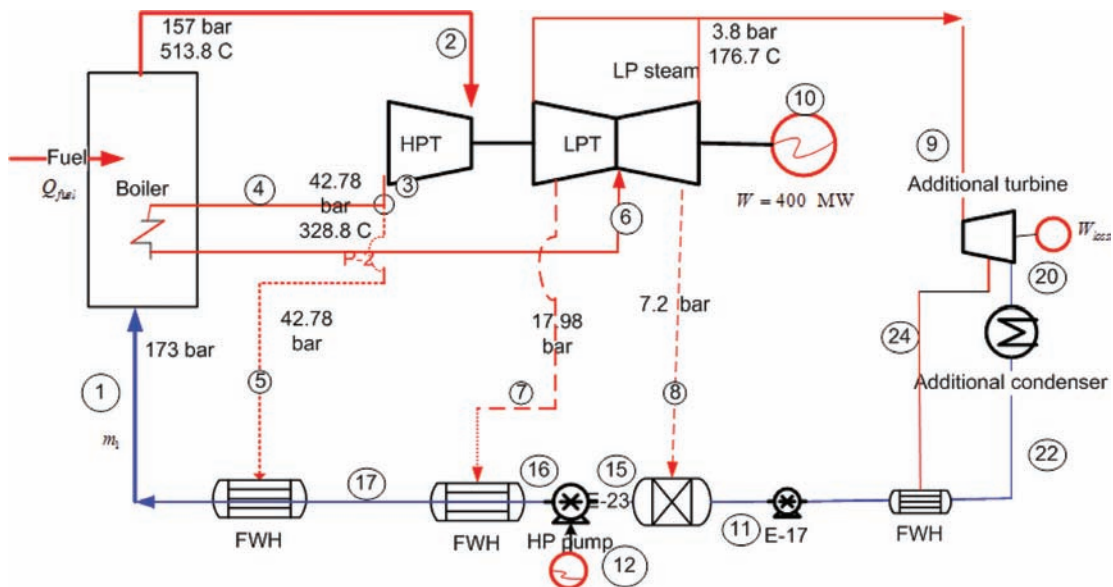 157 bar
513.8 C
2
3.8 bar
176.7 C
LP steam
10
HPT
LPT
9
Fuel
Q_fuel
Boiler
4
42.78
bar
3
328.8 C
6
W = 400 MW
Additional turbine
P-2
20
42.78
bar
17.98
bar
7.2 bar
24
173 bar
1
5
7
8
Additional condenser
m₁
22
17
16
15
E-23
11
E-17
FWH
FWH
FWH
HP pump
12